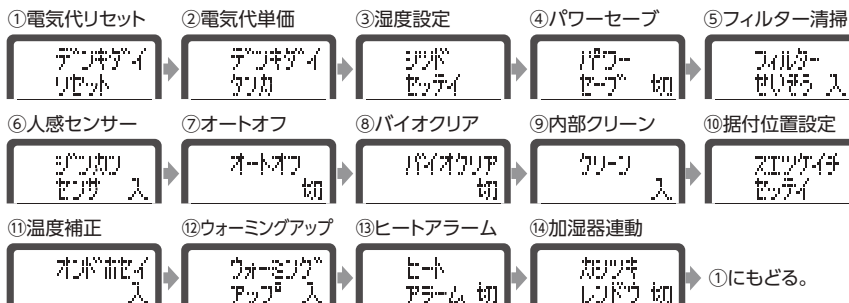 ①電気代リセット ②電気代単価 ③湿度設定 ④パワーセーブ ⑤フィルター清掃
デンキダイ デンキダイ シツド パワー フィルター
リセット タンカ セッテイ セーブ 切 せいそう 入
⑥人感センサー ⑦オートオフ ⑧バイオクリア ⑨内部クリーン ⑩据付位置設定
ジンカン オートオフ バイオクリア クリーン スエツケイチ
センサ 入 切 切 入 セッテイ
⑪温度補正 ⑫ウォーミングアップ ⑬ヒートアラーム ⑭加湿器連動
オンドホセイ ウォーミング ヒート カシツキ ①にもどる。
入 アップ 入 アラーム 切 レンドウ 切